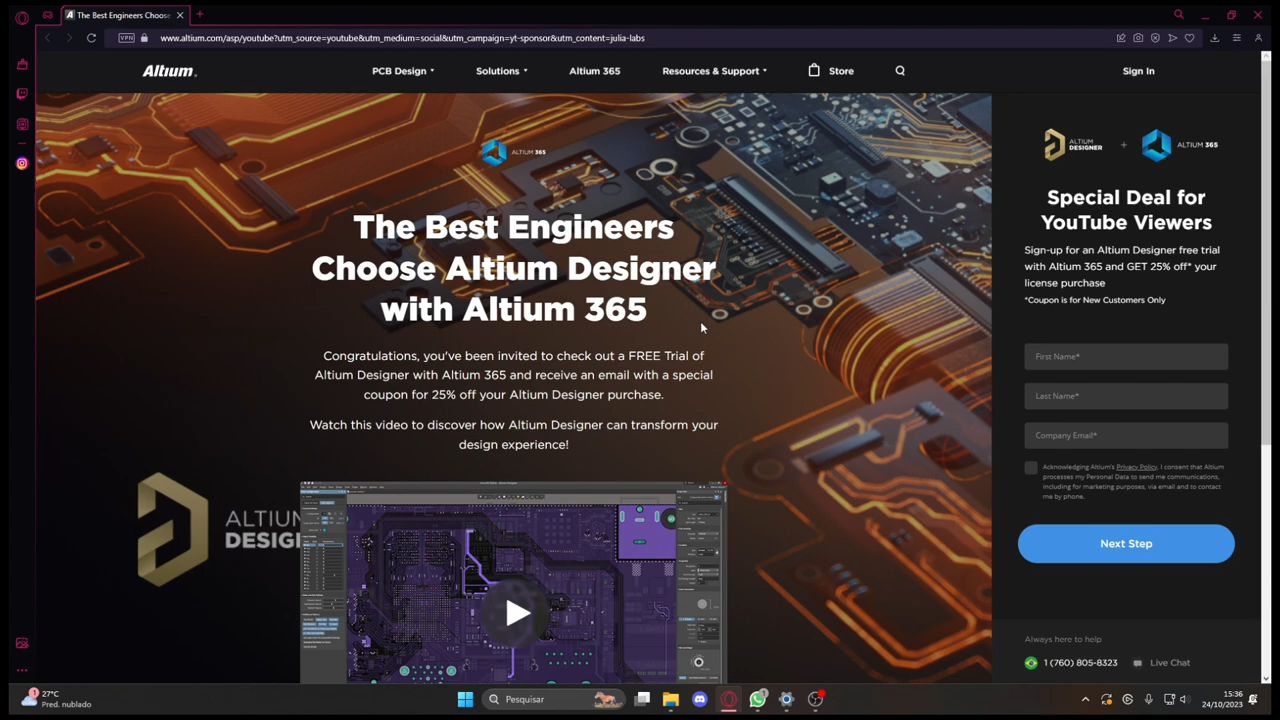 The Best Engineers Choose
VPN
www.altium.com/asp/youtube?utm_source=youtube&utm_medium=social&utm_campaign=yt-sponsor&utm_content=julia-labs
Altium.
PCB Design
Solutions
Altium 365
Resources & Support
Store
Sign In
ALTIUM 365
The Best Engineers
Choose Altium Designer
with Altium 365
Congratulations, you've been invited to check out a FREE Trial of
Altium Designer with Altium 365 and receive an email with a special
coupon for 25% off your Altium Designer purchase.
Watch this video to discover how Altium Designer can transform your
design experience!
ALTIUM
DESIGN
ALTIUM
DESIGNER
+
ALTIUM 365
Special Deal for
YouTube Viewers
Sign-up for an Altium Designer free trial
with Altium 365 and GET 25% off* your
license purchase
*Coupon is for New Customers Only
First Name*
Last Name*
Company Email*
Acknowledging Altium's Privacy Policy, I consent that Altium
processes my Personal Data to send me communications,
including for marketing purposes, via email and to contact
me by phone.
Next Step
Always here to help
1 (760) 805-8323
Live Chat
1
27°C
Pred. nublado
Pesquisar
15:36
24/10/2023